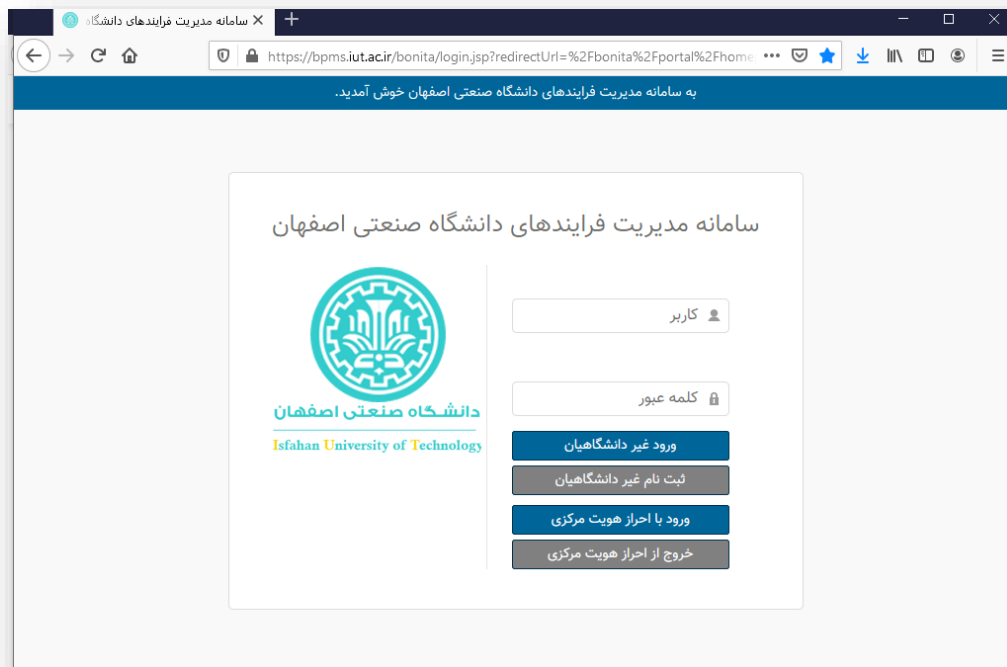 سامانه مدیریت فرایندهای دانشگاه
https://bpms.iut.ac.ir/bonita/login.jsp?redirectUrl=%2Fbonita%2Fportal%2Fhome
به سامانه مدیریت فرایندهای دانشگاه صنعتی اصفهان خوش آمدید.
سامانه مدیریت فرایندهای دانشگاه صنعتی اصفهان
کاربر
کلمه عبور
ورود غیر دانشگاهیان
ثبت نام غیر دانشگاهیان
ورود با احراز هویت مرکزی
خروج از احراز هویت مرکزی
دانشگاه صنعتی اصفهان
Isfahan University of Technology